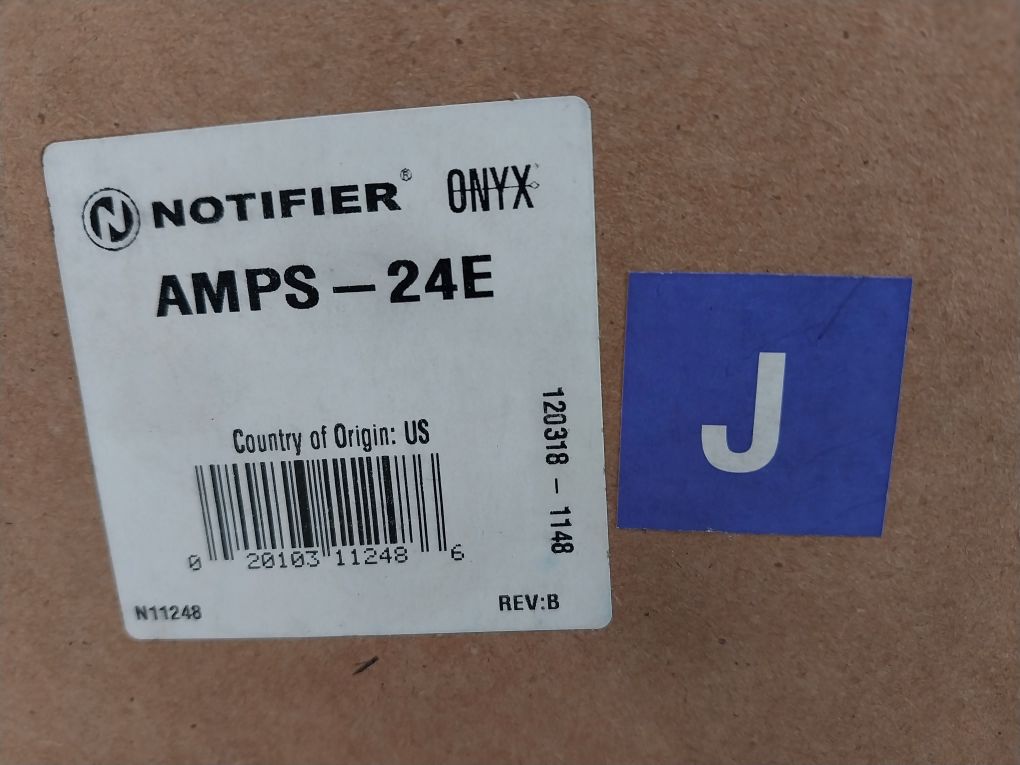 NOTIFIER® ONYX
AMPS-24E
Country of Origin: US
0 20103 11248 6
N11248
REV:B
120318-1148
J